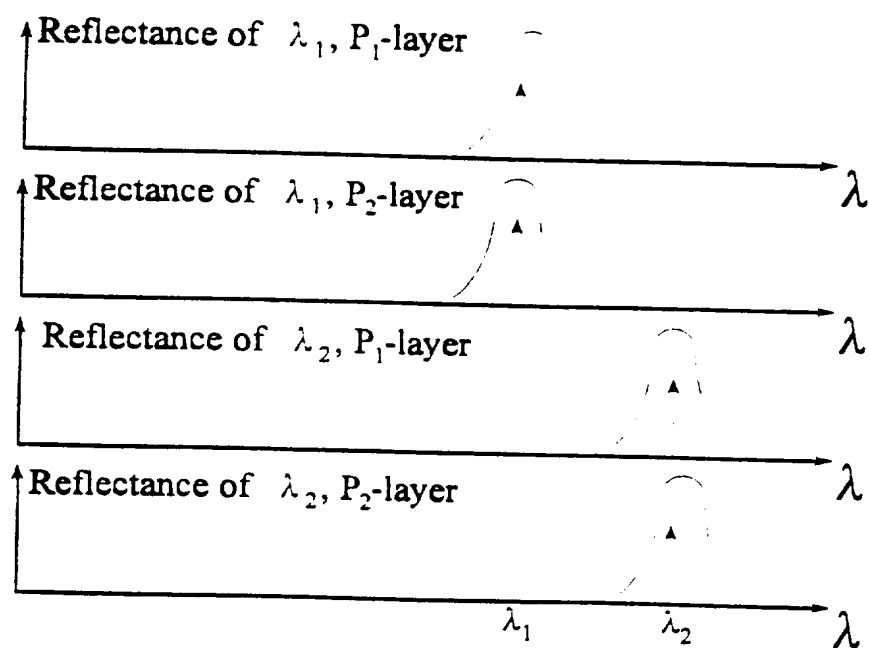 Reflectance of λ₁, P₁-layer
λ
Reflectance of λ₁, P₂-layer
λ
Reflectance of λ₂, P₁-layer
λ
Reflectance of λ₂, P₂-layer
λ₁ λ₂ λ